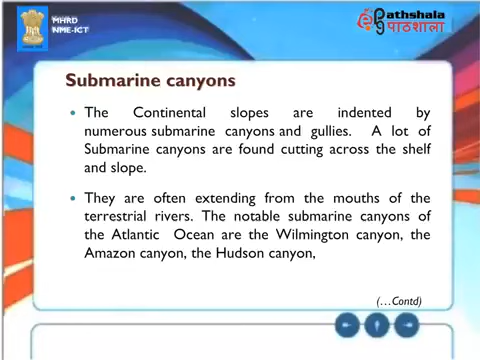 MHRD
NME-ICT
Pathshala
पाठशाला
Submarine canyons
The Continental slopes are indented by
numerous submarine canyons and gullies. A lot of
Submarine canyons are found cutting across the shelf
and slope.
They are often extending from the mouths of the
terrestrial rivers. The notable submarine canyons of
the Atlantic Ocean are the Wilmington canyon, the
Amazon canyon, the Hudson canyon,
(…Contd)